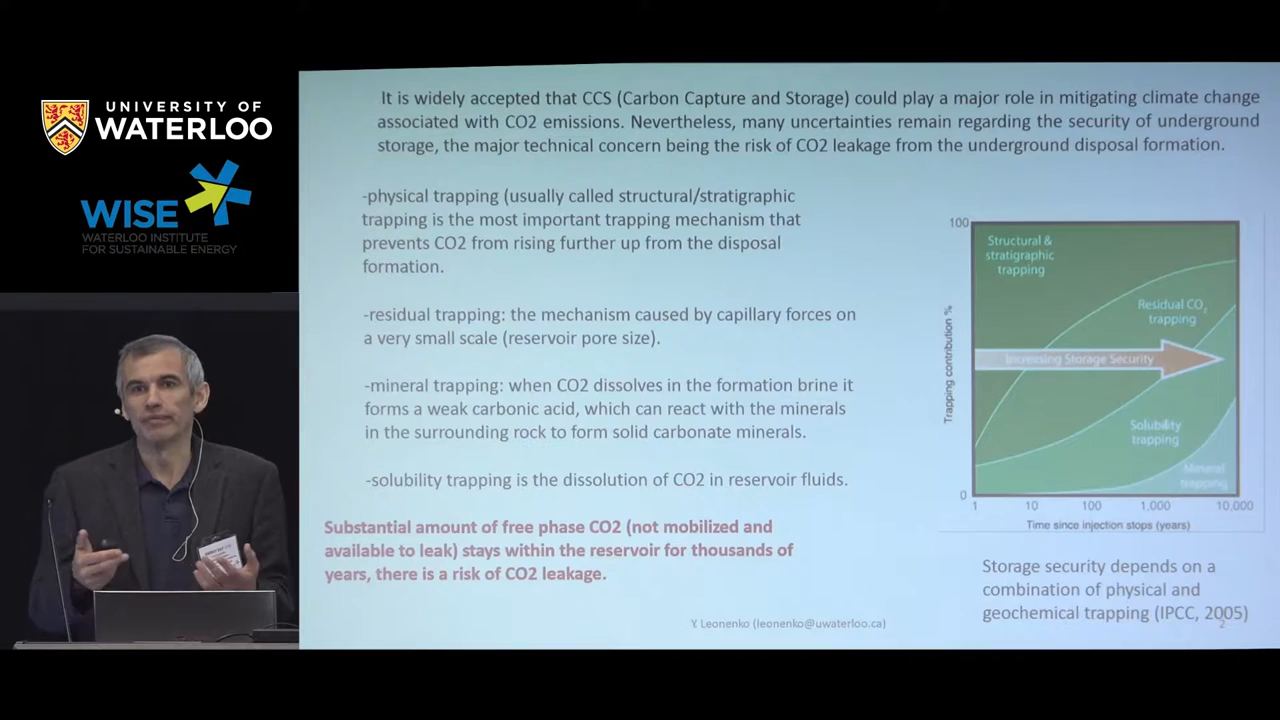 UNIVERSITY OF
WATERLOO
WISE
WATERLOO INSTITUTE
FOR SUSTAINABLE ENERGY
It is widely accepted that CCS (Carbon Capture and Storage) could play a major role in mitigating climate change
associated with CO2 emissions. Nevertheless, many uncertainties remain regarding the security of underground
storage, the major technical concern being the risk of CO2 leakage from the underground disposal formation.
-physical trapping (usually called structural/stratigraphic
trapping is the most important trapping mechanism that
prevents CO2 from rising further up from the disposal
formation.
-residual trapping: the mechanism caused by capillary forces on
a very small scale (reservoir pore size).
-mineral trapping: when CO2 dissolves in the formation brine it
forms a weak carbonic acid, which can react with the minerals
in the surrounding rock to form solid carbonate minerals.
-solubility trapping is the dissolution of CO2 in reservoir fluids.
Substantial amount of free phase CO2 (not mobilized and
available to leak) stays within the reservoir for thousands of
years, there is a risk of CO2 leakage.
100
Structural &
stratigraphic
trapping
Residual CO2
trapping
Increasing Storage Security
Trapping contribution %
Solubility
trapping
Mineral
trapping
0
1 10 100 1,000 10,000
Time since injection stops (years)
Storage security depends on a
combination of physical and
geochemical trapping (IPCC, 2005)
Y. Leonenko (leonenko@uwaterloo.ca)
2